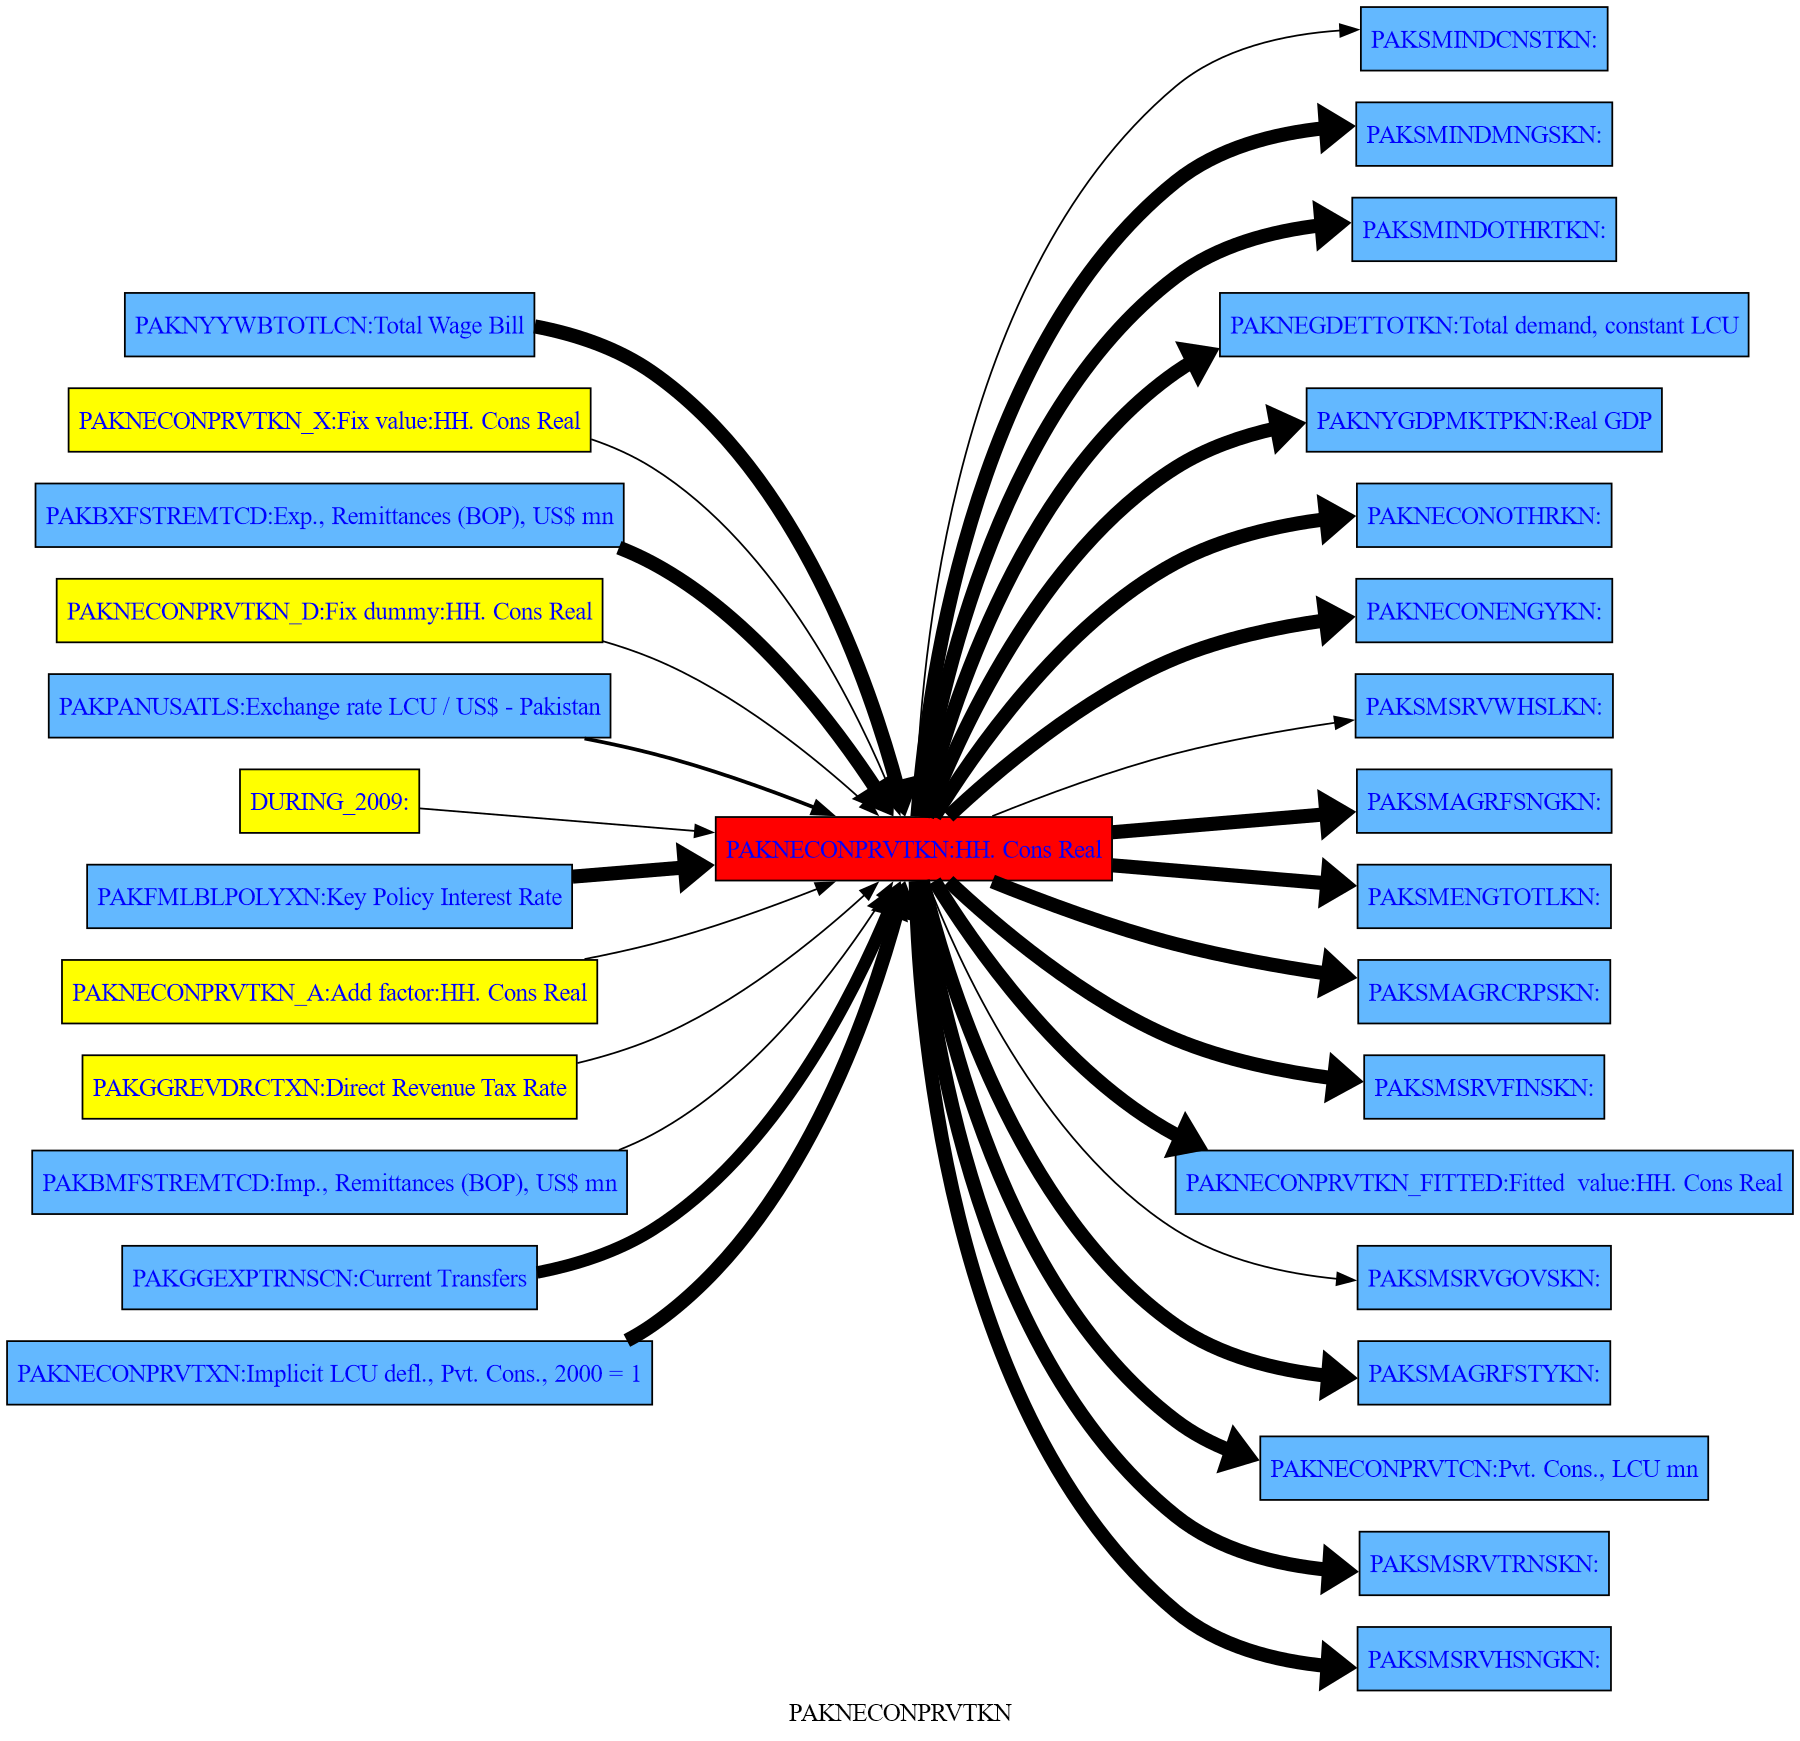 PAKSMINDCNSTKN:
PAKSMINDMNGSKN:
PAKSMINDOTHRTKN:
PAKNYYWBTOTLCN:Total Wage Bill
PAKNEGDETTOTKN:Total demand, constant LCU
PAKNECONPRVTKN_X:Fix value:HH. Cons Real
PAKNYGDPMKTPKN:Real GDP
PAKBXFSTREMTCD:Exp., Remittances (BOP), US$ mn
PAKNECONOTHRKN:
PAKNECONPRVTKN_D:Fix dummy:HH. Cons Real
PAKNECONENGYKN:
PAKPANUSATLS:Exchange rate LCU / US$ - Pakistan
PAKSMSRVWHSLKN:
DURING_2009:
PAKSMAGRFSNGKN:
PAKNECONPRVTKN:HH. Cons Real
PAKFMLBLPOLYXN:Key Policy Interest Rate
PAKSMENGTOTLKN:
PAKNECONPRVTKN_A:Add factor:HH. Cons Real
PAKSMAGRCRPSKN:
PAKGGREVDRCTXN:Direct Revenue Tax Rate
PAKSMSRVFINSKN:
PAKBMFSTREMTCD:Imp., Remittances (BOP), US$ mn
PAKNECONPRVTKN_FITTED:Fitted  value:HH. Cons Real
PAKGGEXPTRNSCN:Current Transfers
PAKSMSRVGOVSKN:
PAKNECONPRVTXN:Implicit LCU defl., Pvt. Cons., 2000 = 1
PAKSMAGRFSTYKN:
PAKNECONPRVTCN:Pvt. Cons., LCU mn
PAKSMSRVTRNSKN:
PAKSMSRVHSNGKN:
PAKNECONPRVTKN